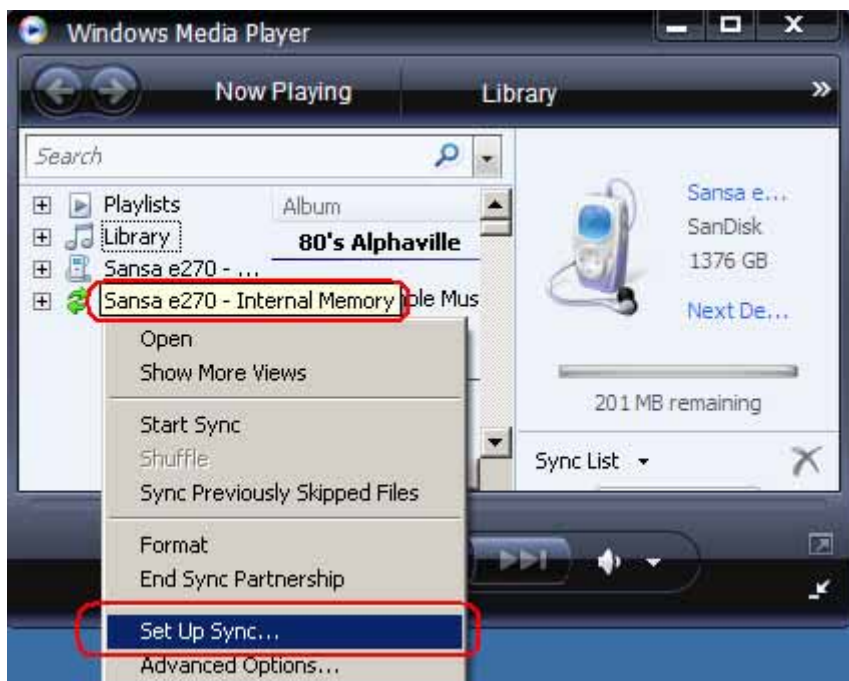 Windows Media Player
Now Playing
Library
»
Search
Playlists
Album
Library
80's Alphaville
Sansa e270 - ...
Sansa e270 - Internal Memory
ple Mus
Open
Show More Views
Start Sync
Shuffle
Sync Previously Skipped Files
Format
End Sync Partnership
Set Up Sync...
Advanced Options...
Sansa e...
SanDisk
1376 GB
Next De...
201 MB remaining
Sync List